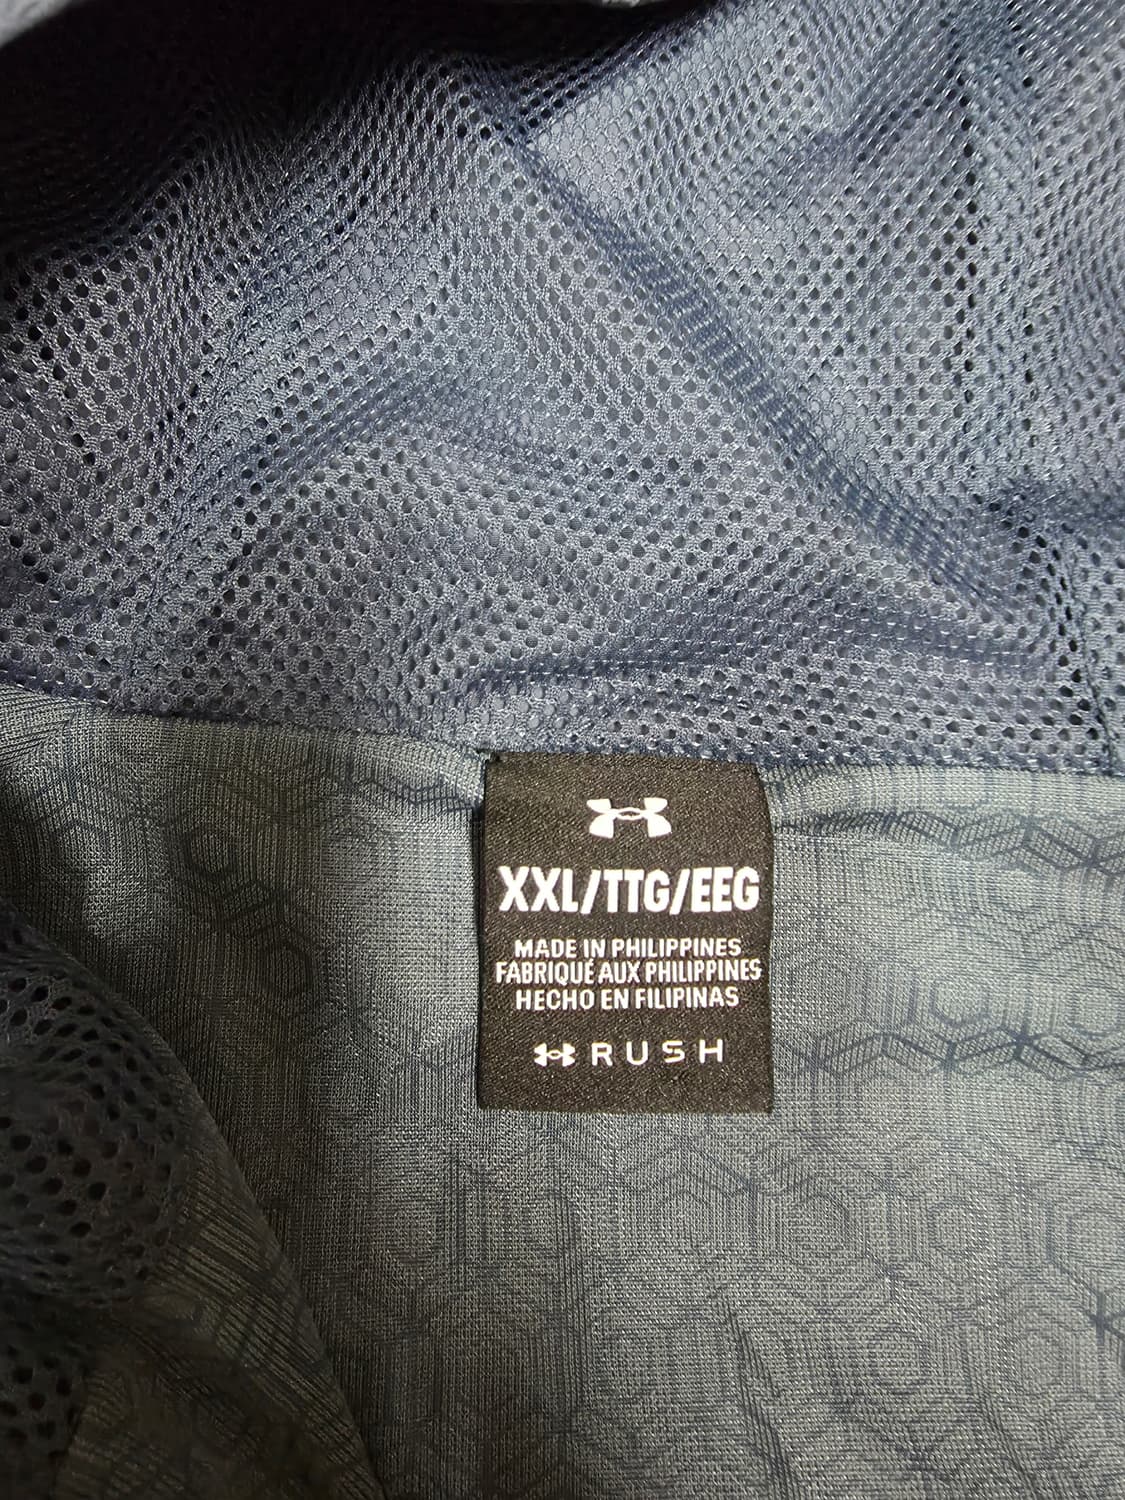 XXL/TTG/EEG
MADE IN PHILIPPINES
FABRIQUÉ AUX PHILIPPINES
HECHO EN FILIPINAS
RUSH